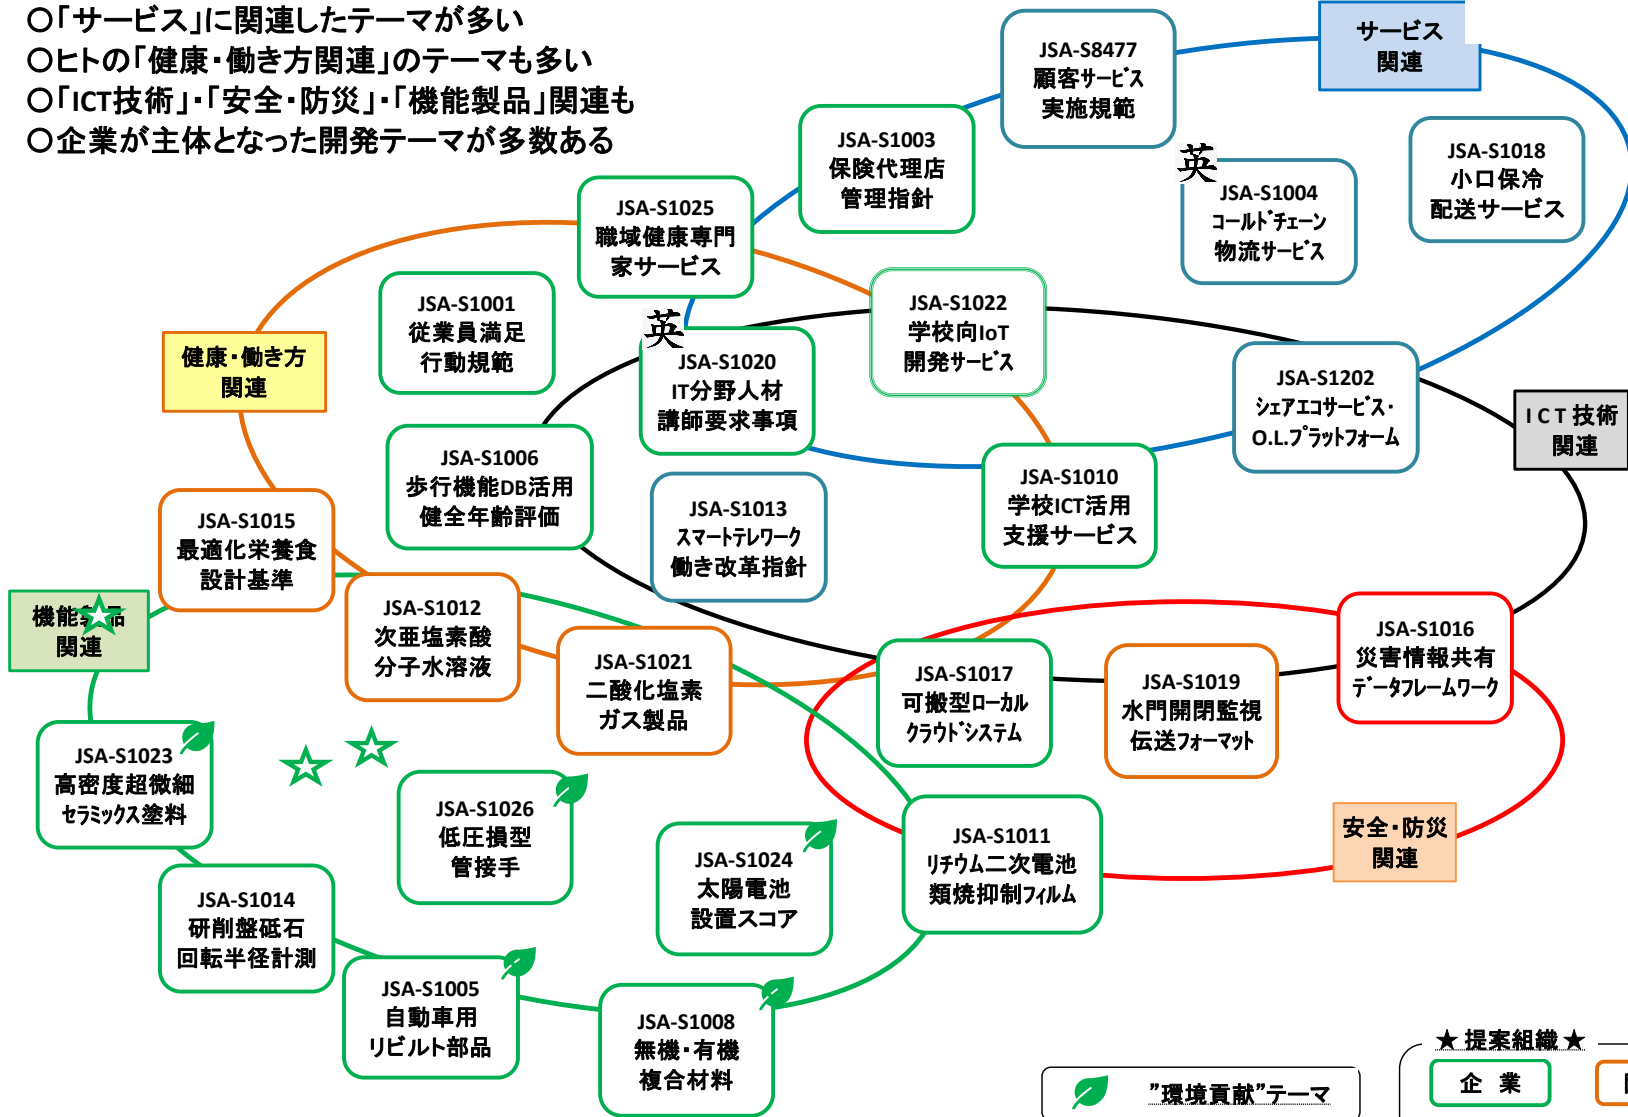 ○「サービス」に関連したテーマが多い
○ヒトの「健康・働き方関連」のテーマも多い
○「ICT技術」・「安全・防災」・「機能製品」関連も
○企業が主体となった開発テーマが多数ある
サービス
関連
JSA-S8477
顧客サービス
実施規範
JSA-S1003
保険代理店
管理指針
英
JSA-S1004
コールドチェーン
物流サービス
JSA-S1018
小口保冷
配送サービス
JSA-S1025
職域健康専門
家サービス
JSA-S1001
従業員満足
行動規範
健康・働き方
関連
英
JSA-S1020
IT分野人材
講師要求事項
JSA-S1022
学校向IoT
開発サービス
JSA-S1202
シェアエコサービス・
O.L.プラットフォーム
ICT技術
関連
JSA-S1006
歩行機能DB活用
健全年齢評価
JSA-S1013
スマートテレワーク
働き改革指針
JSA-S1010
学校ICT活用
支援サービス
JSA-S1015
最適化栄養食
設計基準
機能製品
関連
JSA-S1012
次亜塩素酸
分子水溶液
JSA-S1021
二酸化塩素
ガス製品
JSA-S1017
可搬型ローカル
クラウドシステム
JSA-S1019
水門開閉監視
伝送フォーマット
JSA-S1016
災害情報共有
データフレームワーク
JSA-S1023
高密度超微細
セラミックス塗料
JSA-S1026
低圧損型
管接手
JSA-S1024
太陽電池
設置スコア
JSA-S1011
リチウム二次電池
類焼抑制フィルム
安全・防災
関連
JSA-S1014
研削盤砥石
回転半径計測
JSA-S1005
自動車用
リビルト部品
JSA-S1008
無機・有機
複合材料
”環境貢献”テーマ
★提案組織★
企 業